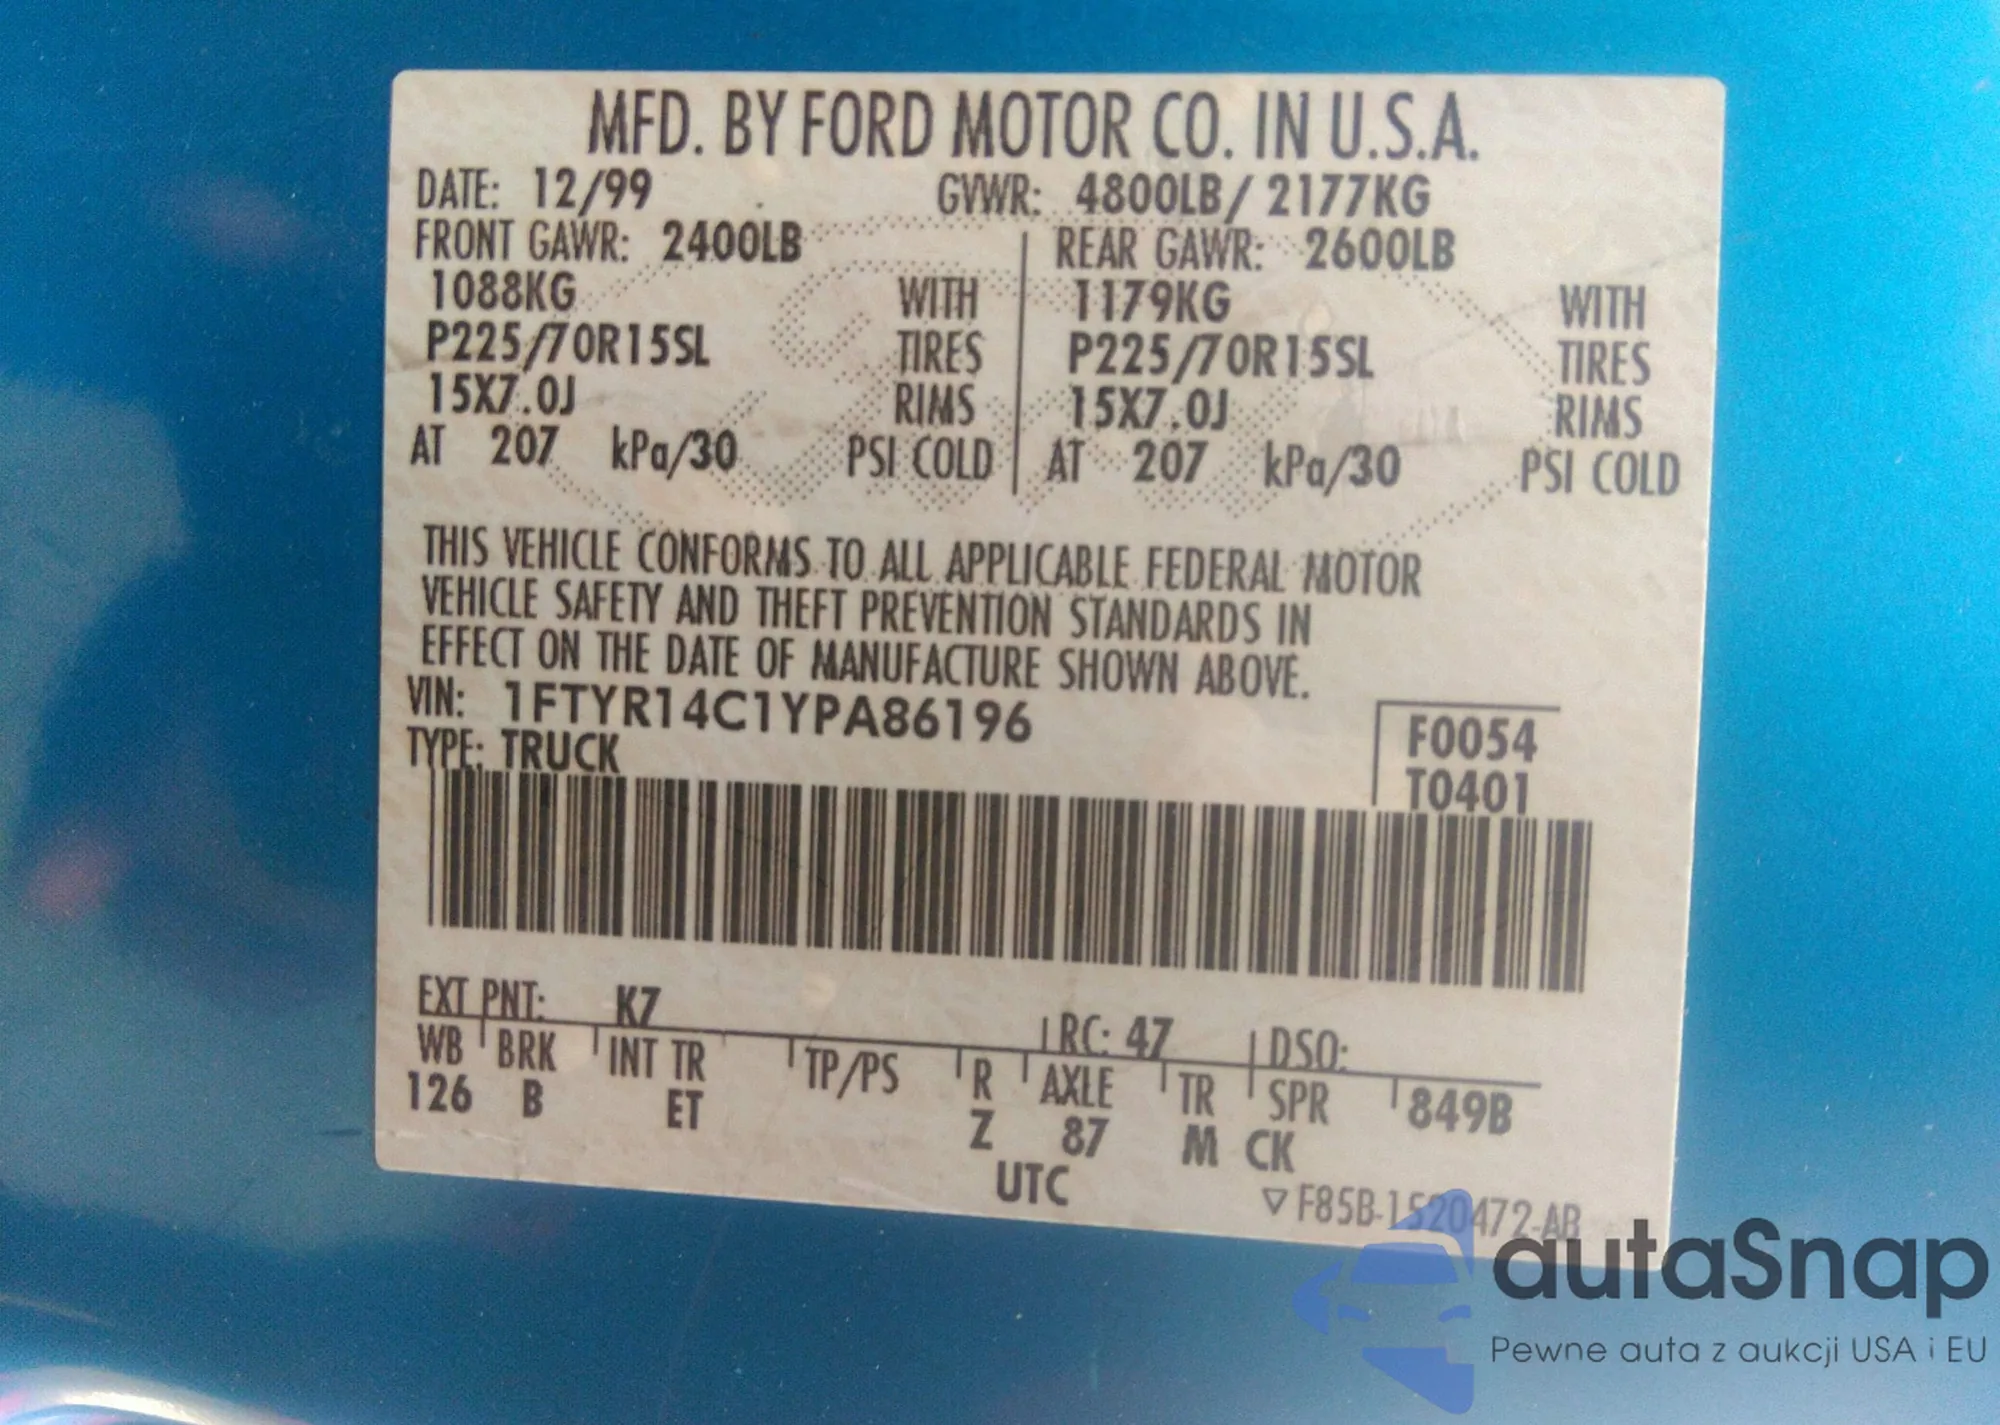 MFD. BY FORD MOTOR CO. IN U.S.A.
DATE: 12/99 GVWR: 4800LB/ 2177KG
FRONT GAWR: 2400LB REAR GAWR: 2600LB
1088KG WITH 1179KG WITH
P225/70R15SL TIRES P225/70R15SL TIRES
15X7.0J RIMS 15X7.0J RIMS
AT 207 kPa/30 PSI COLD AT 207 kPa/30 PSI COLD
THIS VEHICLE CONFORMS TO ALL APPLICABLE FEDERAL MOTOR
VEHICLE SAFETY AND THEFT PREVENTION STANDARDS IN
EFFECT ON THE DATE OF MANUFACTURE SHOWN ABOVE.
VIN: 1FTYR14C1YPA86196
TYPE: TRUCK
F0054
T0401
EXT PNT: K7 RC: 47 DSO:
WB BRK INT TR TP/PS R AXLE TR SPR 849B
126 B ET Z 87 M CK
UTC
▽ F85B-1520472-AB
autaSnap
Pewne auta z aukcji USA i EU